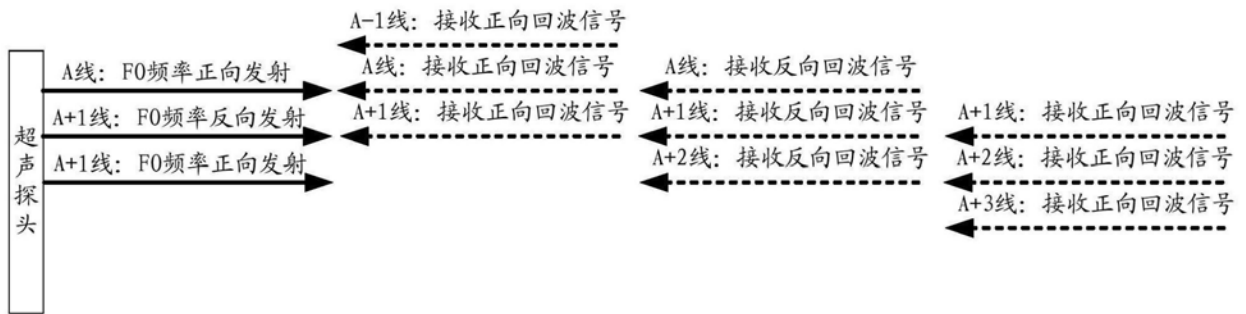 A-1线：接收正向回波信号
A线：F0频率正向发射
A线：接收正向回波信号
A线：接收反向回波信号
A+1线：F0频率反向发射
A+1线：接收正向回波信号
A+1线：接收反向回波信号
A+1线：接收正向回波信号
A+1线：F0频率正向发射
A+2线：接收反向回波信号
A+2线：接收正向回波信号
A+3线：接收正向回波信号
超声探头